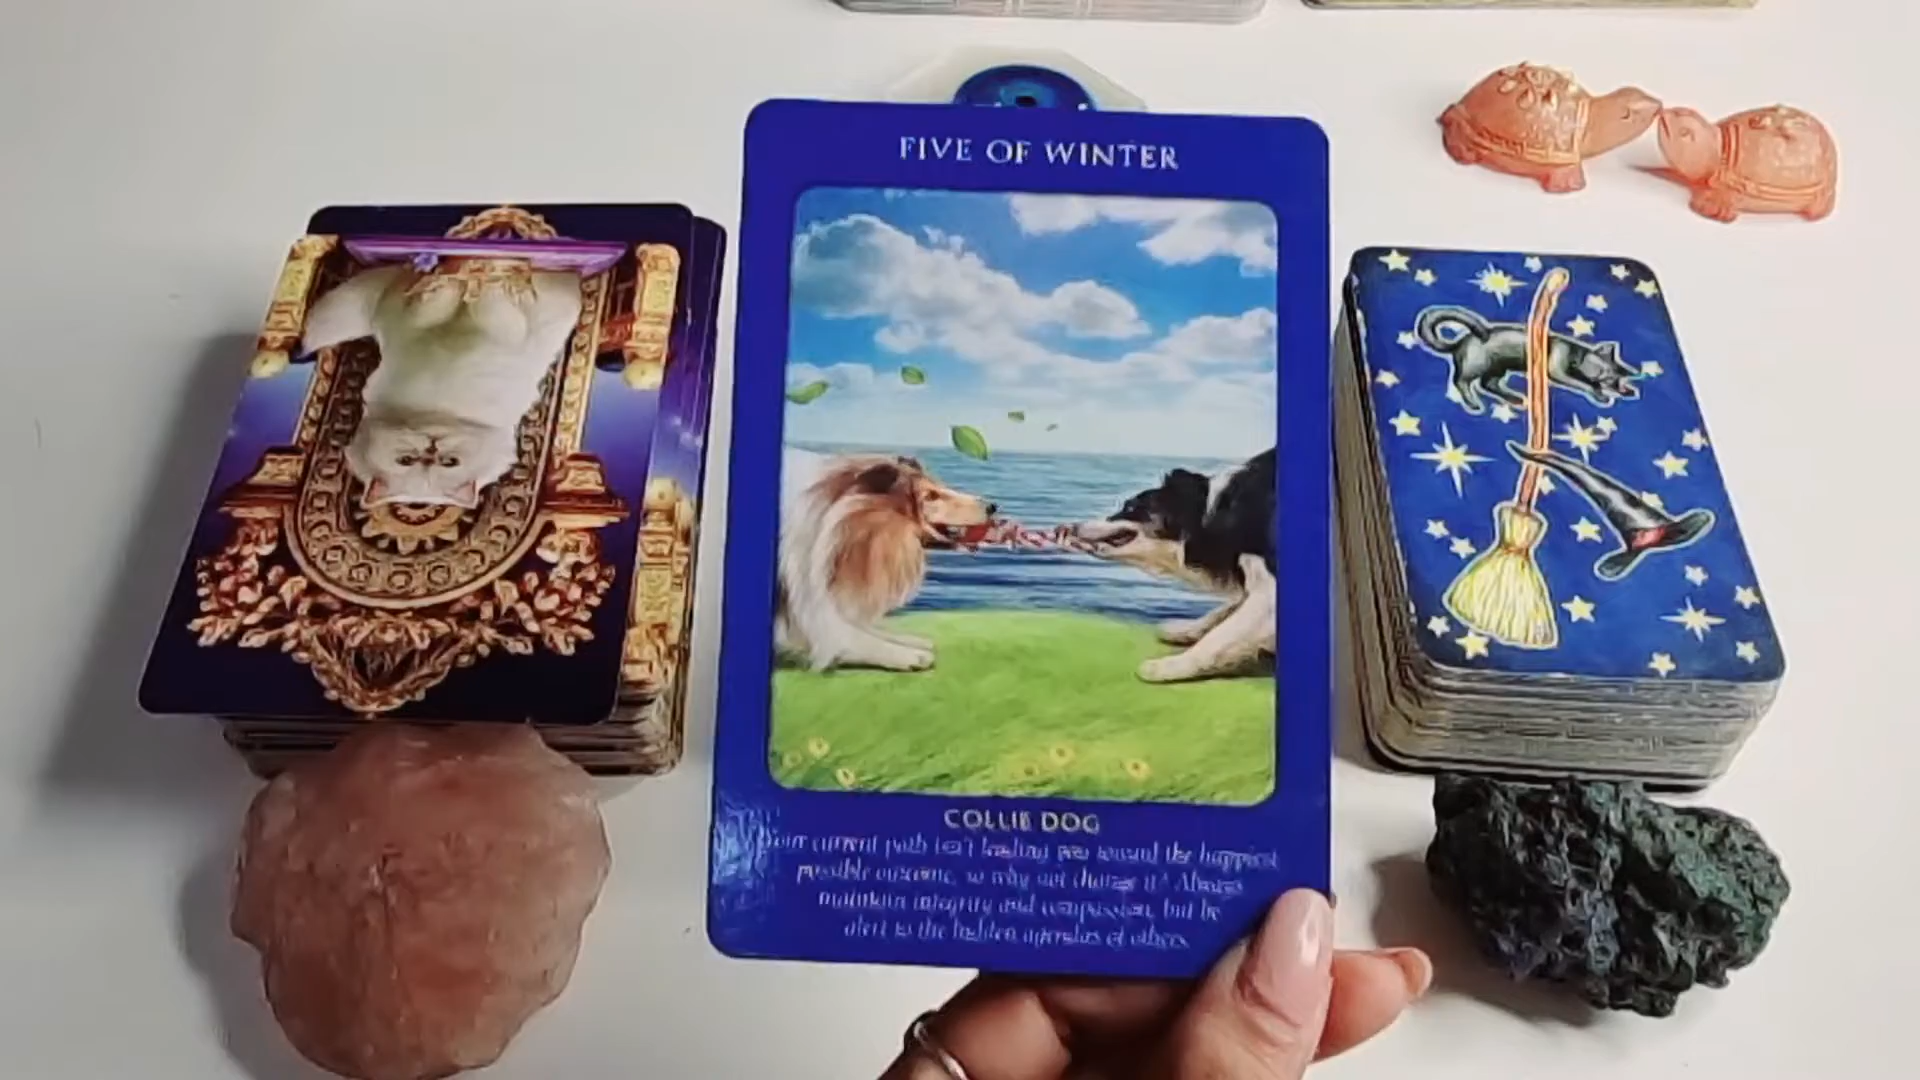 FIVE OF WINTER
COLLIE DOG
Your current path isn't leading you toward the happiest
possible outcome, so why not change it? Always
maintain integrity and compassion, but be
alert to the hidden agendas of others.